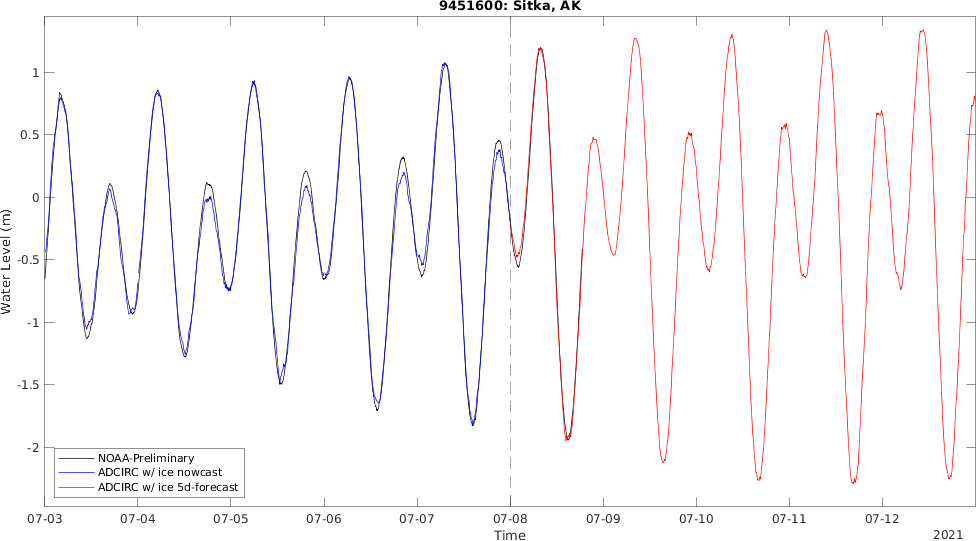 9451600: Sitka, AK
Water Level (m)
1
0.5
0
-0.5
-1
-1.5
-2
NOAA-Preliminary
ADCIRC w/ ice nowcast
ADCIRC w/ ice 5d-forecast
07-03 07-04 07-05 07-06 07-07 07-08 07-09 07-10 07-11 07-12
Time
2021